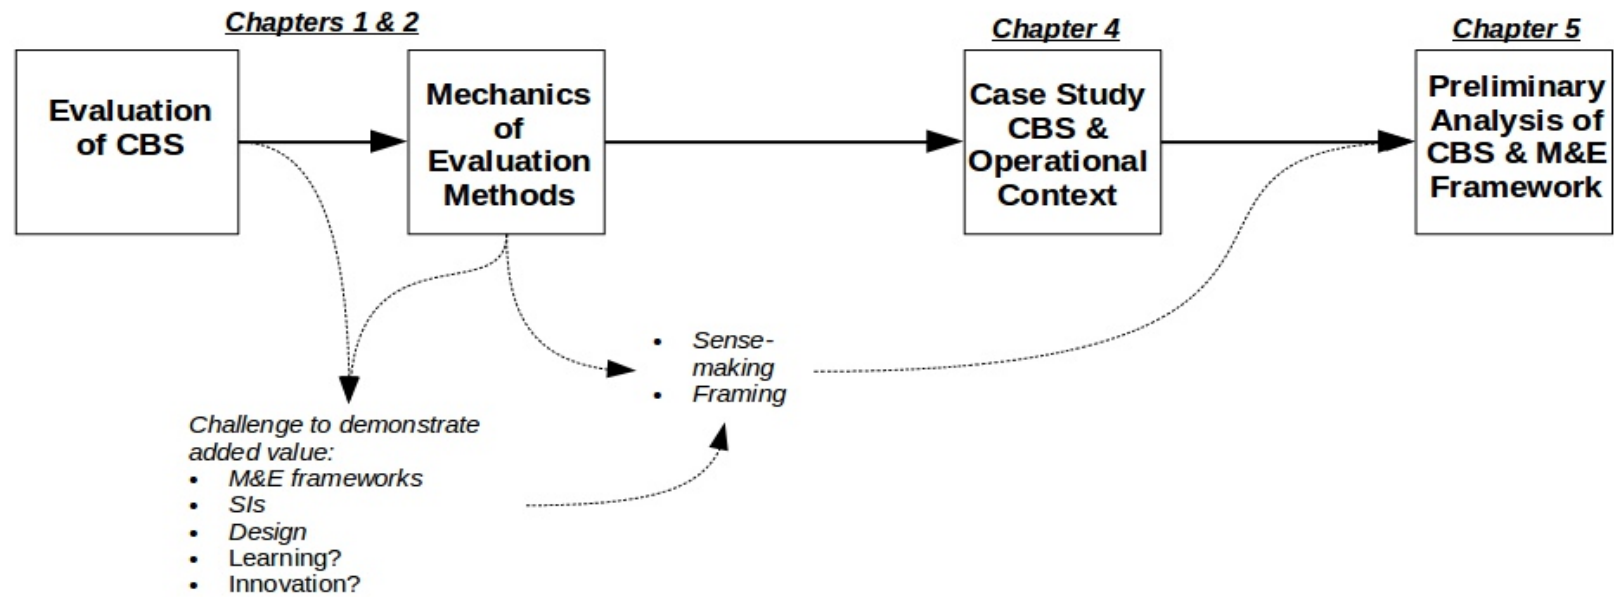 Chapters 1 & 2
Chapter 4
Chapter 5
Evaluation
of CBS
Mechanics
of
Evaluation
Methods
Case Study
CBS &
Operational
Context
Preliminary
Analysis of
CBS & M&E
Framework
• Sense-
making
• Framing
Challenge to demonstrate
added value:
• M&E frameworks
• SIs
• Design
• Learning?
• Innovation?